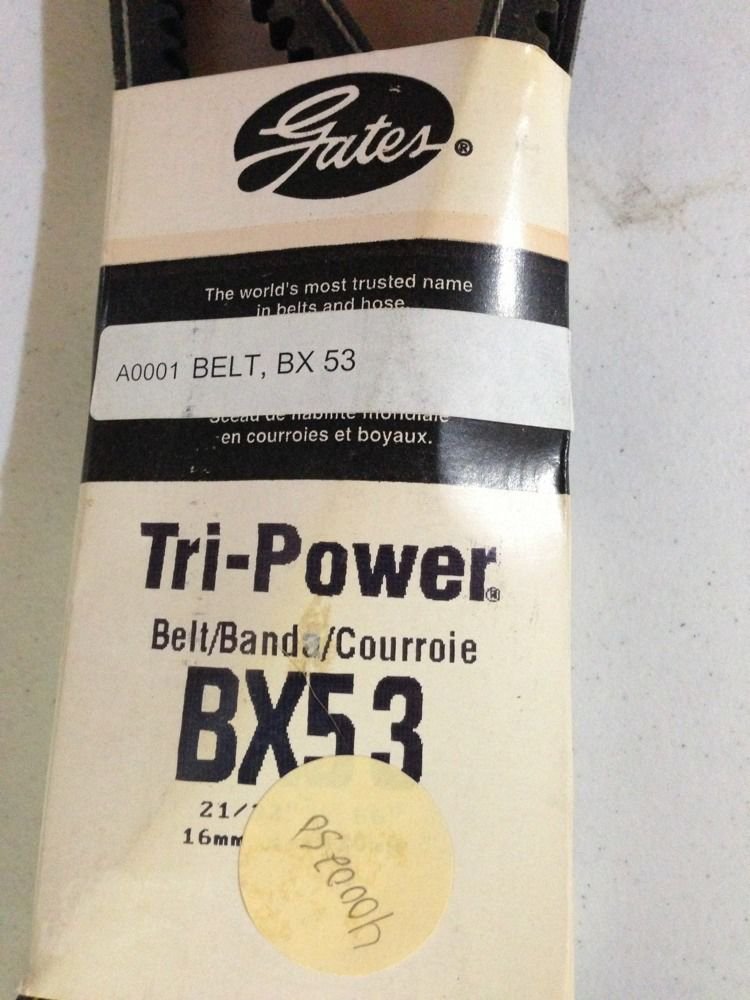 Gates®
The world's most trusted name
in belts and hose.
A0001 BELT, BX 53
en courroies et boyaux.
Tri-Power®
Belt/Banda/Courroie
BX53
21/
16mm